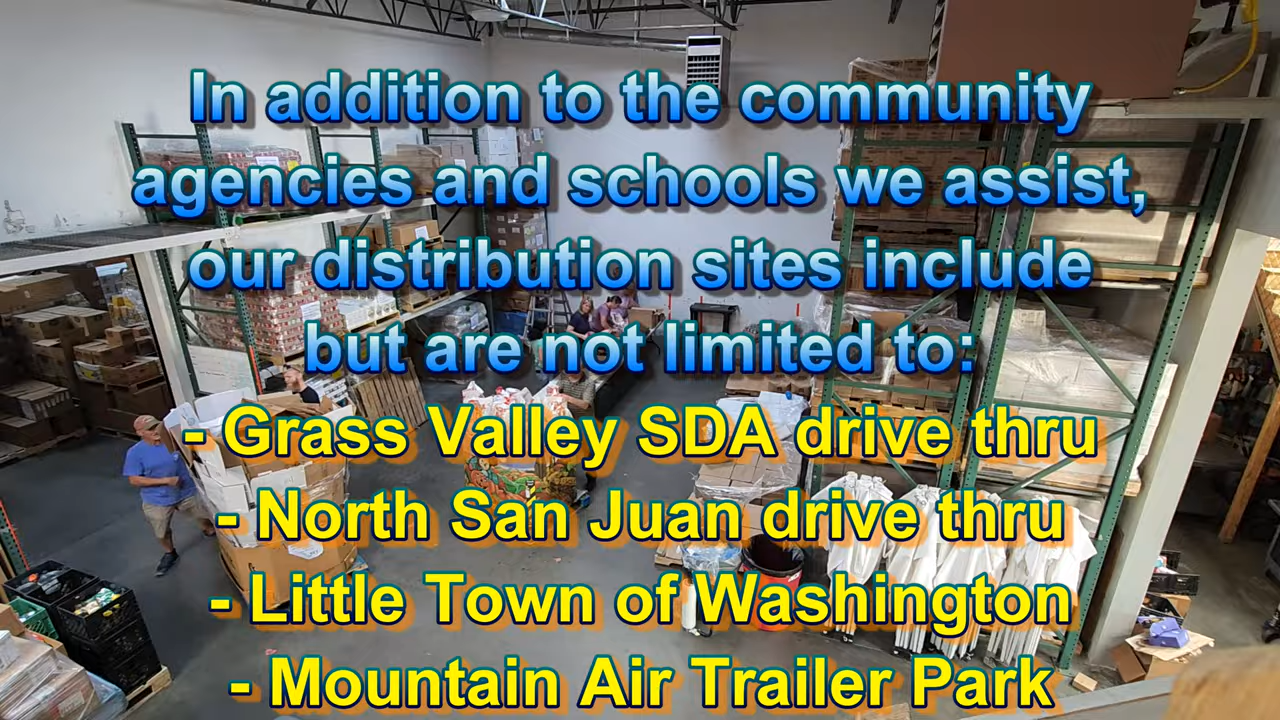 In addition to the community
agencies and schools we assist,
our distribution sites include
but are not limited to:
- Grass Valley SDA drive thru
- North San Juan drive thru
- Little Town of Washington
- Mountain Air Trailer Park